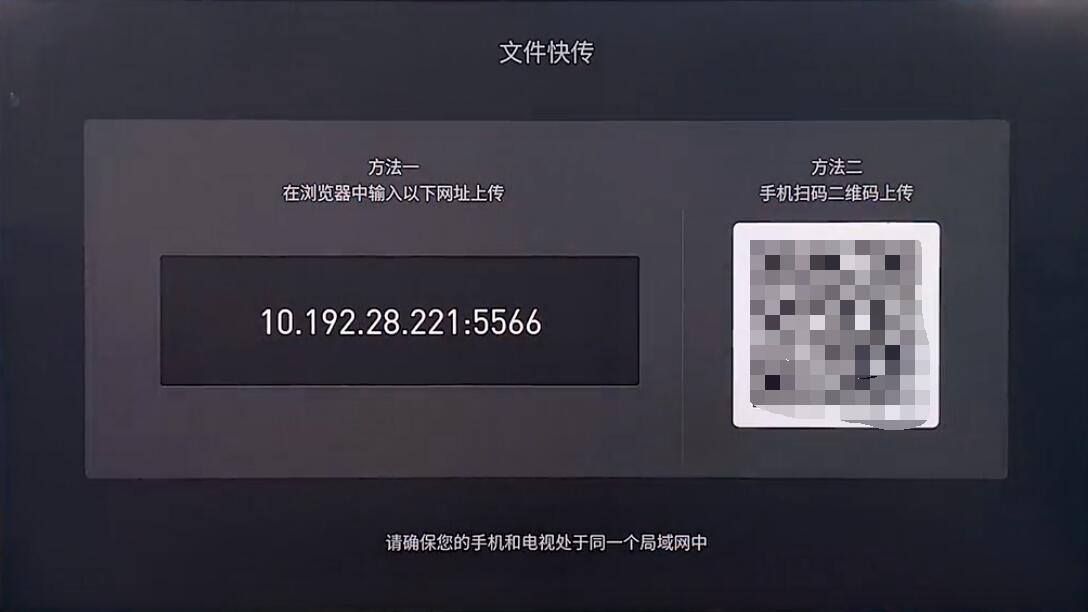 文件快传
方法一
在浏览器中输入以下网址上传
10.192.28.221:5566
方法二
手机扫码二维码上传
请确保您的手机和电视处于同一个局域网中